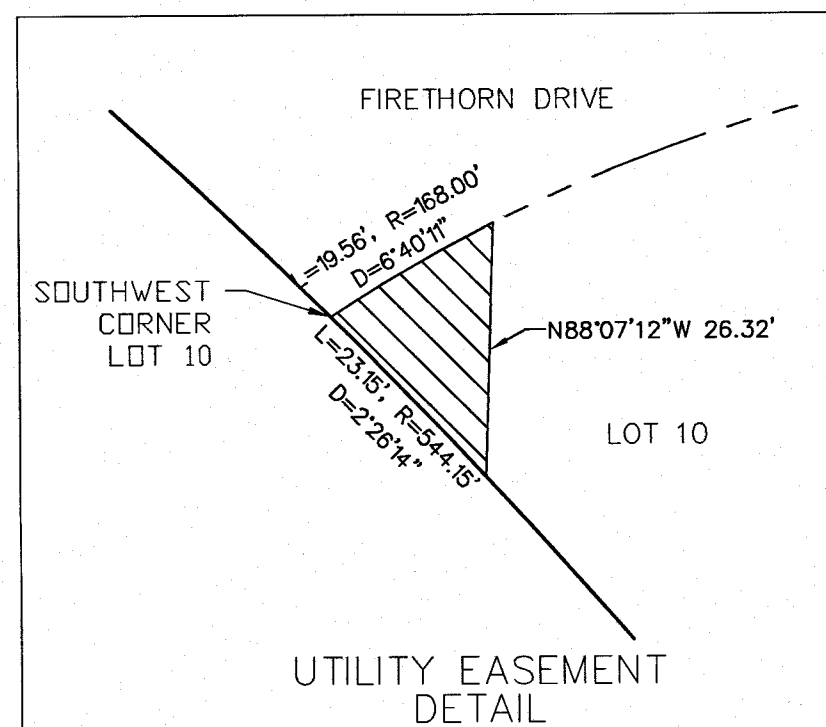 FIRETHORN DRIVE
L=19.56', R=168.00'
D=6°40'11"
SOUTHWEST
CORNER
LOT 10
L=23.15', R=544.15'
D=2°26'14"
N88°07'12"W 26.32'
LOT 10
UTILITY EASEMENT
DETAIL